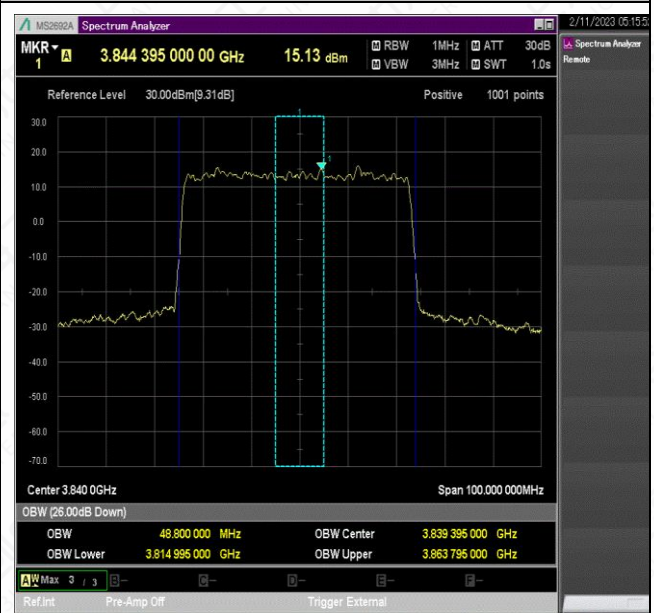 MS2692A Spectrum Analyzer
2/11/2023 05:15:5
MKR A 3.844 395 000 00 GHz 15.13 dBm M RBW 1MHz M ATT 30dB
1 M VBW 3MHz M SWT 1.0s
Spectrum Analyzer
Remote
Reference Level 30.00dBm[9.31dB] Positive 1001 points
1
30.0
20.0
1
10.0
0.0
-10.0
-20.0
-30.0
-40.0
-50.0
-60.0
-70.0
Center 3.840 0GHz Span 100.000 000MHz
OBW (26.00dB Down)
OBW 48.800 000 MHz OBW Center 3.839 395 000 GHz
OBW Lower 3.814 995 000 GHz OBW Upper 3.863 795 000 GHz
A W Max 3 / 3 B- C- D- E- F-
Ref.Int Pre-Amp Off Trigger External